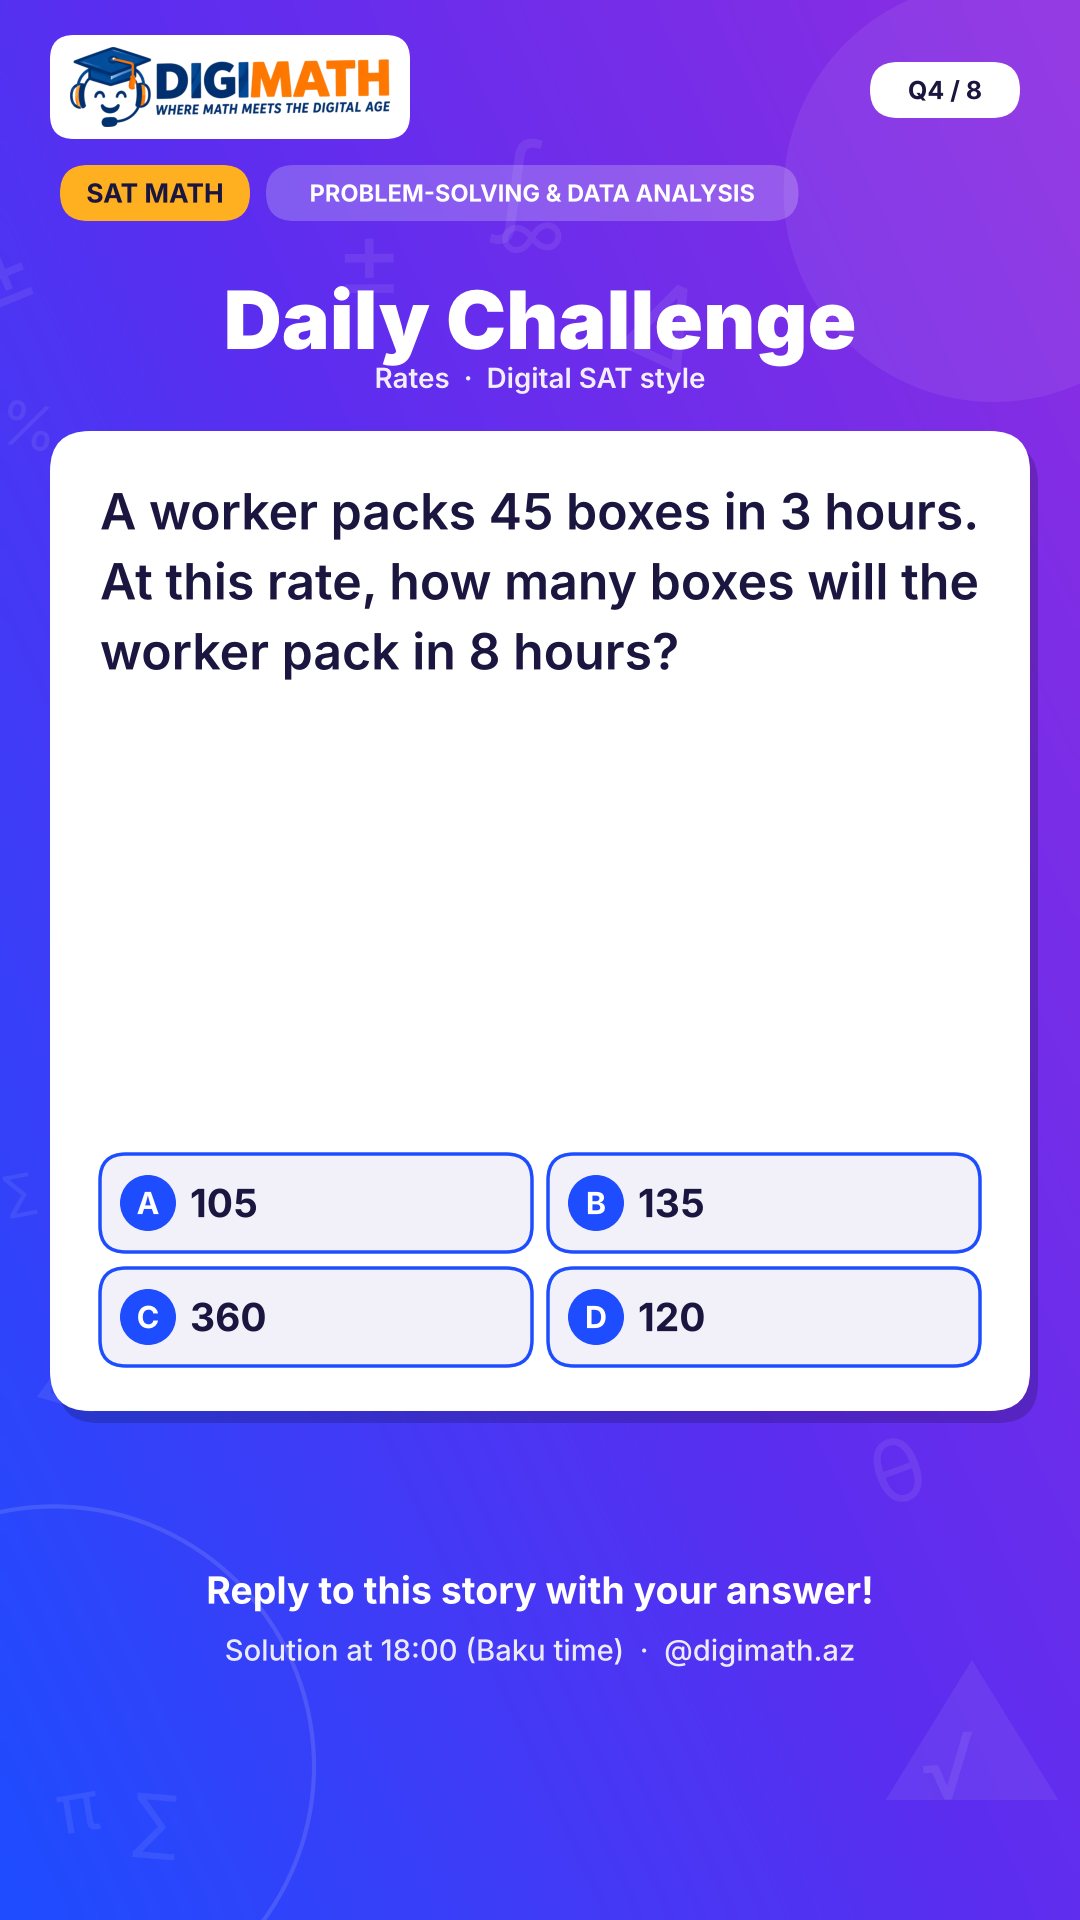 DIGIMATH
WHERE MATH MEETS THE DIGITAL AGE
Q4 / 8
SAT MATH
PROBLEM-SOLVING & DATA ANALYSIS
Daily Challenge
Rates · Digital SAT style
A worker packs 45 boxes in 3 hours.
At this rate, how many boxes will the
worker pack in 8 hours?
A 105
B 135
C 360
D 120
Reply to this story with your answer!
Solution at 18:00 (Baku time) · @digimath.az